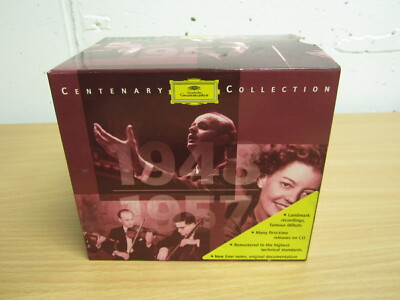 CENTENARY COLLECTION
Deutsche
Grammophon
1945
1957
• Landmark
recordings,
famous débuts
• Many first-time
releases on CD
• Remastered to the highest
technical standards
• New liner notes, original documentation